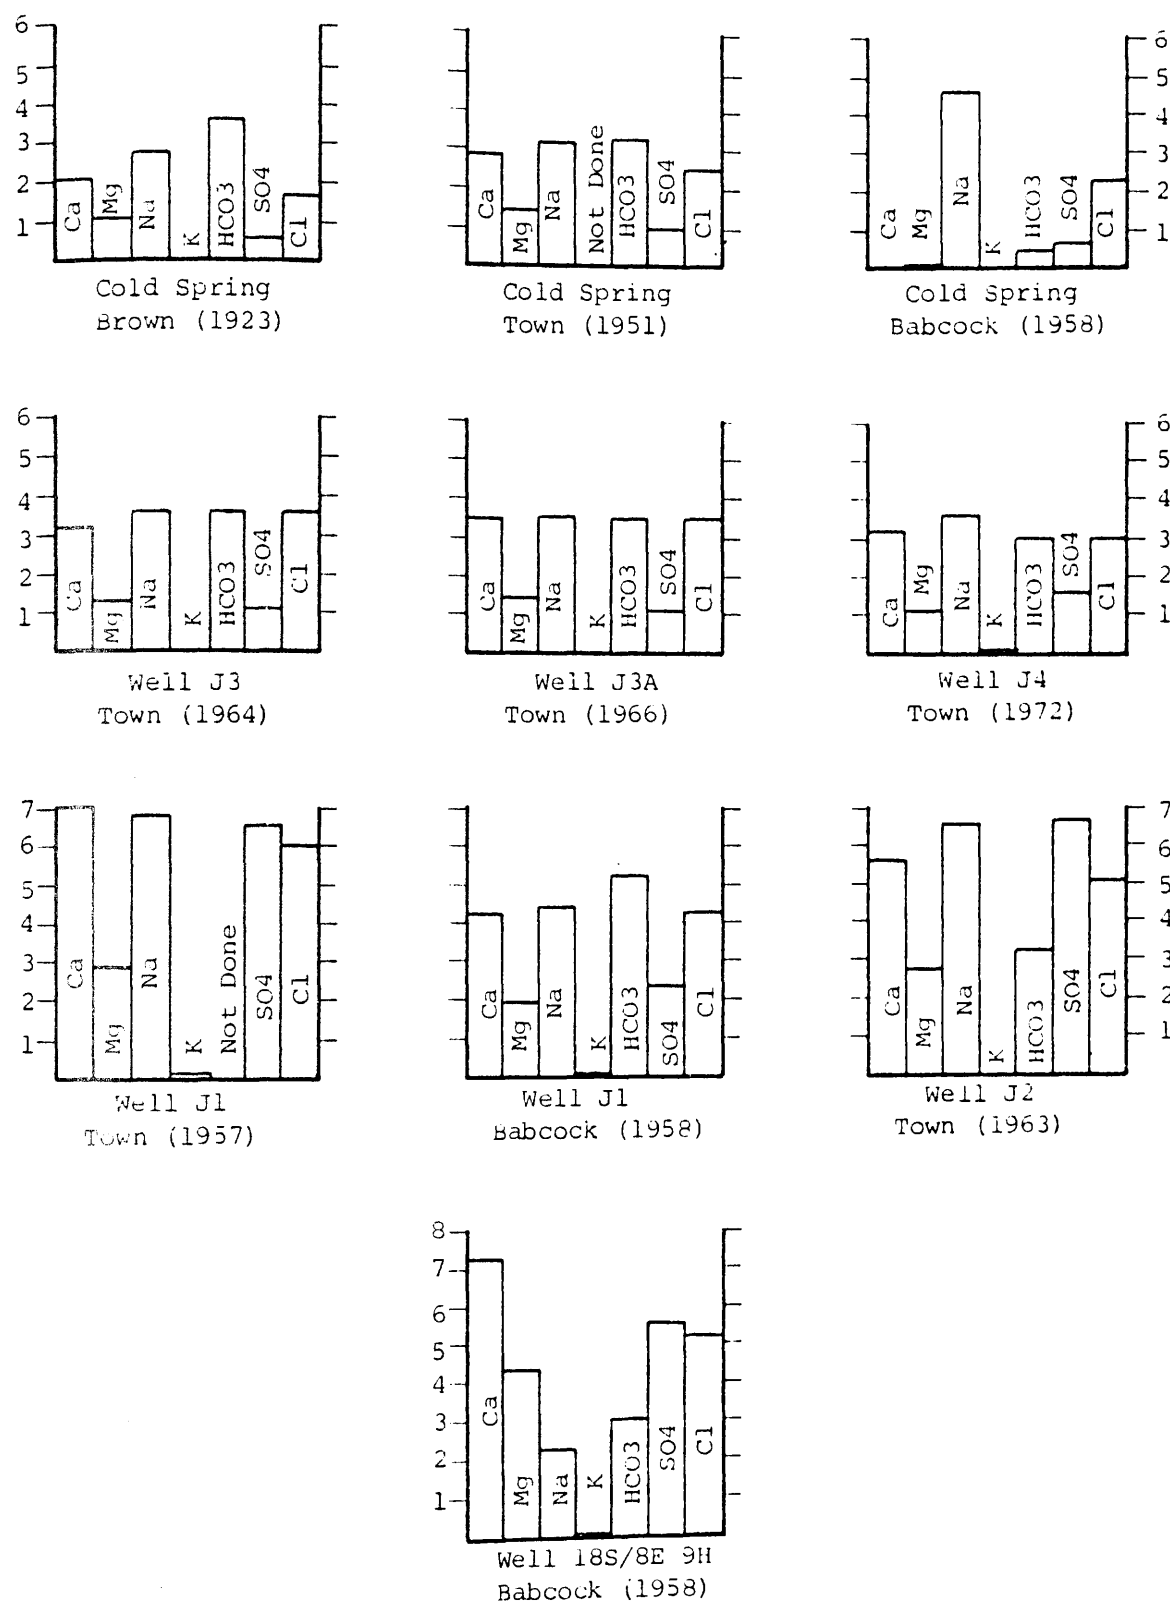 6
5
4
3
2
1
Ca
Mg
Na
K
HCO3
SO4
Cl
Cold Spring
Brown (1923)
Ca
Mg
Na
Not Done
HCO3
SO4
Cl
Cold Spring
Town (1951)
Ca
Mg
Na
K
HCO3
SO4
Cl
6
5
4
3
2
1
Cold Spring
Babcock (1958)
6
5
4
3
2
1
Ca
Mg
Na
K
HCO3
SO4
Cl
Well J3
Town (1964)
Ca
Mg
Na
K
HCO3
SO4
Cl
Well J3A
Town (1966)
Ca
Mg
Na
K
HCO3
SO4
Cl
6
5
4
3
2
1
Well J4
Town (1972)
7
6
5
4
3
2
1
Ca
Mg
Na
K
Not Done
SO4
Cl
Well J1
Town (1957)
Ca
Mg
Na
K
HCO3
SO4
Cl
Well J1
Babcock (1958)
Ca
Mg
Na
K
HCO3
SO4
Cl
7
6
5
4
3
2
1
Well J2
Town (1963)
8
7
6
5
4
3
2
1
Ca
Mg
Na
K
HCO3
SO4
Cl
Well 18S/8E 9H
Babcock (1958)